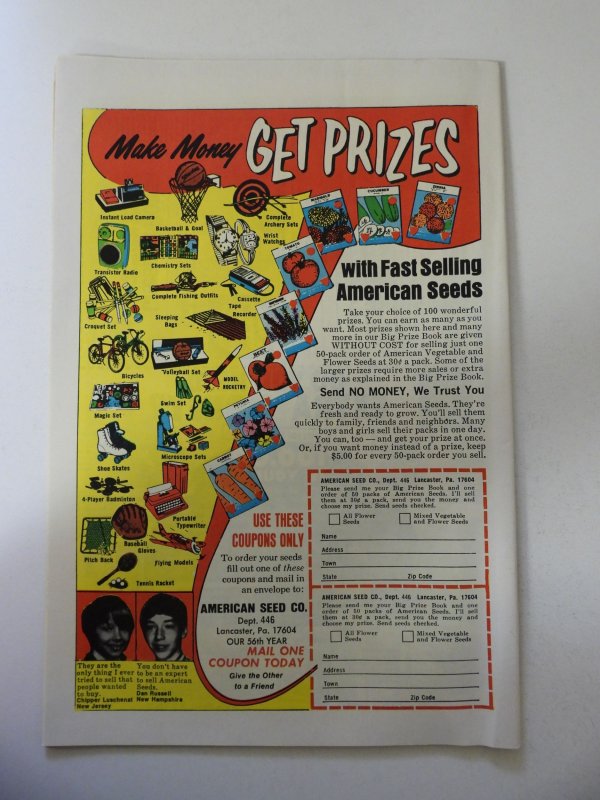 Make Money GET PRIZES
Instant Load Camera
Basketball & Goal
Complete
Archery Sets
Wrist
Watches
Transistor Radio
Chemistry Sets
Complete Fishing Outfits
Cassette
Tape
Recorder
Croquet Set
Sleeping
Bags
Bicycles
Volleyball Set
MODEL
ROCKETRY
Swim Set
Magic Set
Shoe Skates
Microscope Sets
4-Player Badminton
Portable
Typewriter
Baseball
Gloves
Pitch Back
Flying Models
Tennis Racket
CUCUMBER
ZINNIA
TOMATO
BEET
PETUNIA
CARROT
with Fast Selling
American Seeds
Take your choice of 100 wonderful
prizes. You can earn as many as you
want. Most prizes shown here and many
more in our Big Prize Book are given
WITHOUT COST for selling just one
50-pack order of American Vegetable and
Flower Seeds at 30¢ a pack. Some of the
larger prizes require more sales or extra
money as explained in the Big Prize Book.
Send NO MONEY, We Trust You
Everybody wants American Seeds. They're
fresh and ready to grow. You'll sell them
quickly to family, friends and neighbors. Many
boys and girls sell their packs in one day.
You can, too — and get your prize at once.
Or, if you want money instead of a prize, keep
$5.00 for every 50-pack order you sell.
USE THESE
COUPONS ONLY
To order your seeds
fill out one of these
coupons and mail in
an envelope to:
AMERICAN SEED CO.
Dept. 446
Lancaster, Pa. 17604
OUR 56th YEAR
MAIL ONE
COUPON TODAY
Give the Other
to a Friend
They are the
only thing I ever
tried to sell that
people wanted
to buy.
Chipper Luschenat
New Jersey
You don't have
to be an expert
to sell American
Seeds.
Dan Russell
New Hampshire
AMERICAN SEED CO., Dept. 446 Lancaster, Pa. 17604
Please send me your Big Prize Book and one
order of 50 packs of American Seeds. I'll sell
them at 30¢ a pack, send you the money and
choose my prize. Send seeds checked.
All Flower
Seeds
Mixed Vegetable
and Flower Seeds
Name
Address
Town
State Zip Code
AMERICAN SEED CO., Dept. 446 Lancaster, Pa. 17604
Please send me your Big Prize Book and one
order of 50 packs of American Seeds. I'll sell
them at 30¢ a pack, send you the money and
choose my prize. Send seeds checked.
All Flower
Seeds
Mixed Vegetable
and Flower Seeds
Name
Address
Town
State Zip Code